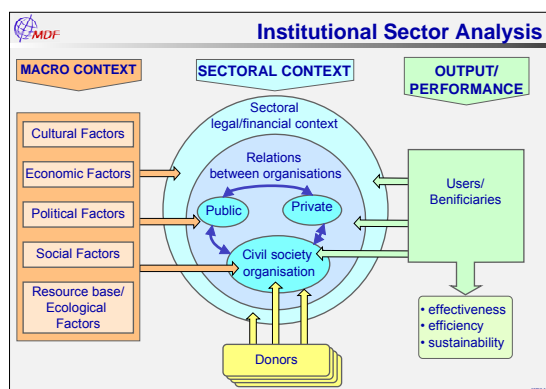 MDF
Institutional Sector Analysis
MACRO CONTEXT
SECTORAL CONTEXT
OUTPUT/
PERFORMANCE
Cultural Factors
Economic Factors
Political Factors
Social Factors
Resource base/
Ecological
Factors
Sectoral
legal/financial context
Relations
between organisations
Public
Private
Civil society
organisation
Donors
Users/
Benificiaries
• effectiveness
• efficiency
• sustainability